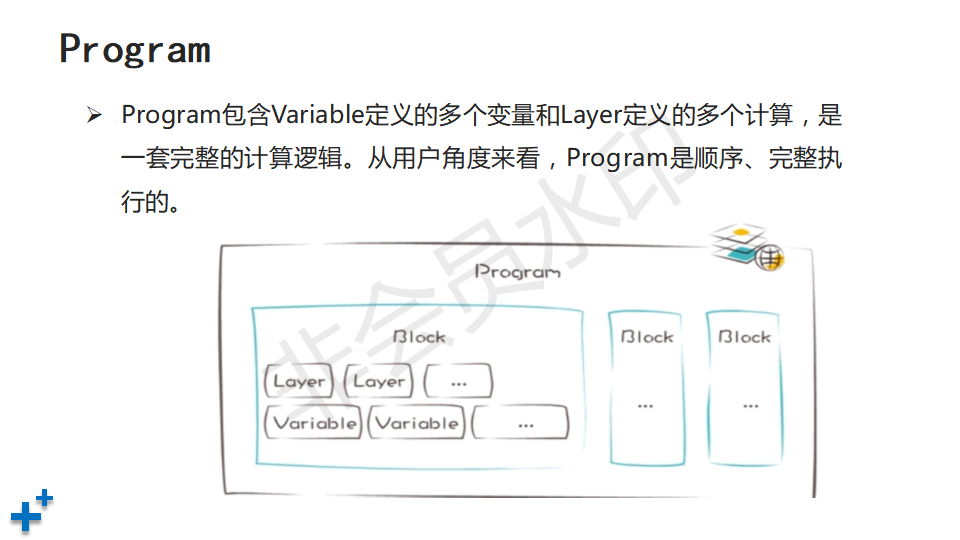 Program
➢ Program包含Variable定义的多个变量和Layer定义的多个计算，是
一套完整的计算逻辑。从用户角度来看，Program是顺序、完整执
行的。
非会员水印
Program
Block Block Block
Layer Layer ...
... ...
Variable Variable ...